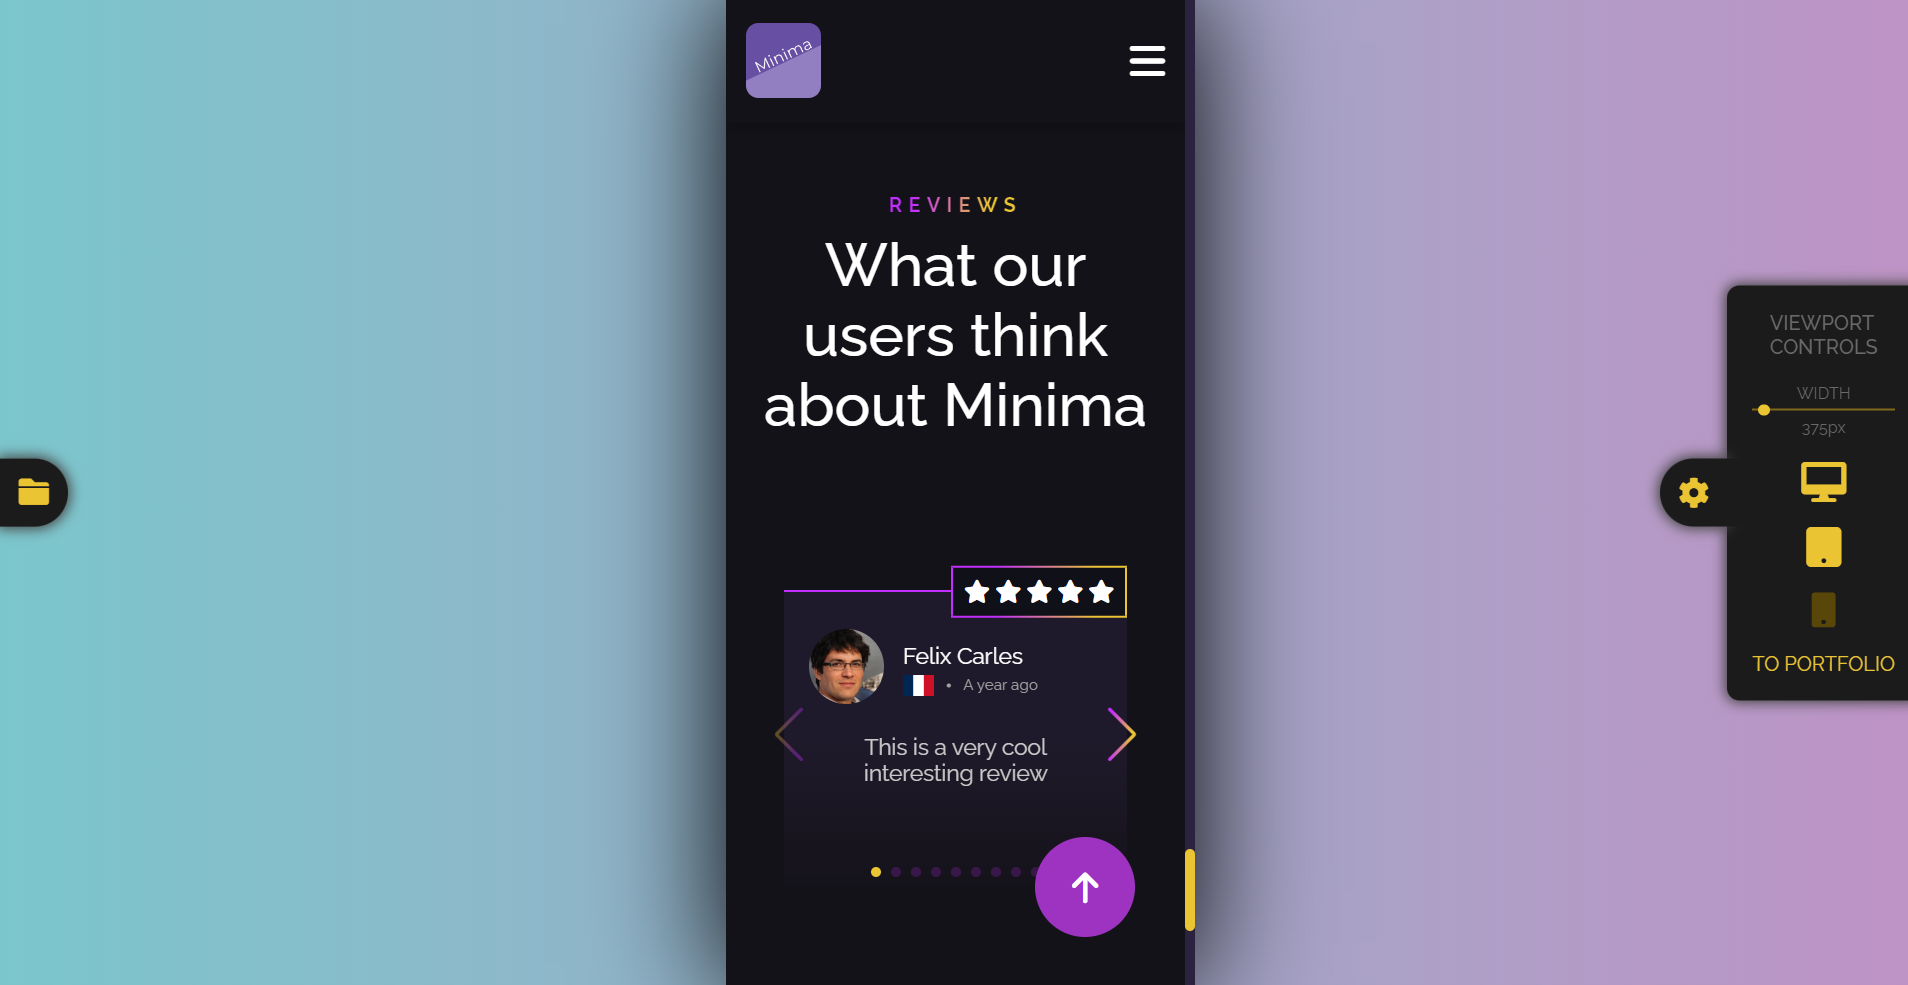 Minima
REVIEWS
What our
users think
about Minima
Felix Carles
• A year ago
This is a very cool
interesting review
VIEWPORT
CONTROLS
WIDTH
375px
TO PORTFOLIO